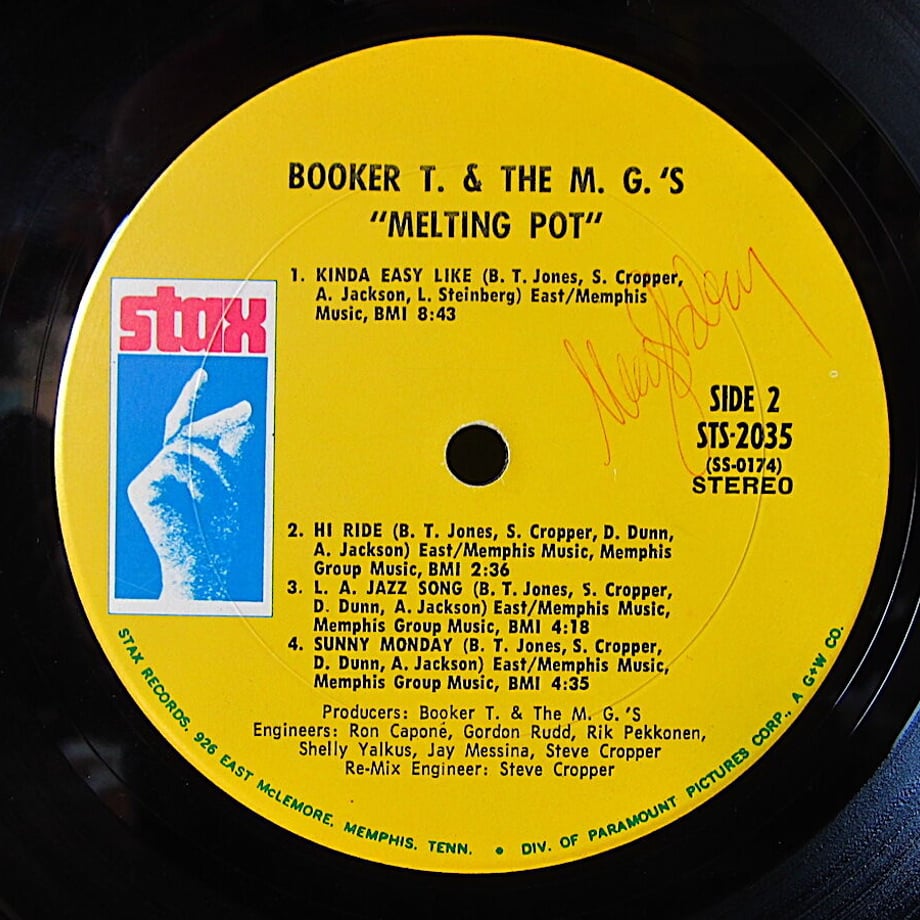 BOOKER T. & THE M. G. 'S
"MELTING POT"
1. KINDA EASY LIKE (B. T. Jones, S. Cropper,
A. Jackson, L. Steinberg) East/Memphis
Music, BMI 8:43
stax
SIDE 2
STS-2035
(SS-0174)
STEREO
2. HI RIDE (B. T. Jones, S. Cropper, D. Dunn,
A. Jackson) East/Memphis Music, Memphis
Group Music, BMI 2:36
3. L. A. JAZZ SONG (B. T. Jones, S. Cropper,
D. Dunn, A. Jackson) East/Memphis Music,
Memphis Group Music, BMI 4:18
4. SUNNY MONDAY (B. T. Jones, S. Cropper,
D. Dunn, A. Jackson) East/Memphis Music,
Memphis Group Music, BMI 4:35
Producers: Booker T. & The M. G. 'S
Engineers: Ron Capone, Gordon Rudd, Rik Pekkonen,
Shelly Yalkus, Jay Messina, Steve Cropper
Re-Mix Engineer: Steve Cropper
STAX RECORDS, 926 EAST McLEMORE, MEMPHIS, TENN. • DIV. OF PARAMOUNT PICTURES CORP., A G+W CO.